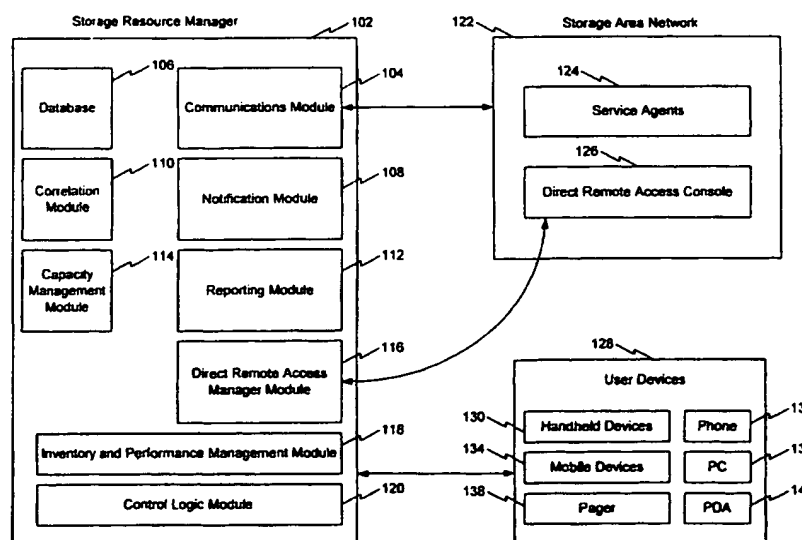 Storage Resource Manager
102
106
Database
104
Communications Module
110
Correlation
Module
108
Notification Module
114
Capacity
Management
Module
112
Reporting Module
116
Direct Remote Access
Manager Module
118
Inventory and Performance Management Module
120
Control Logic Module
122
Storage Area Network
124
Service Agents
126
Direct Remote Access Console
128
User Devices
130
Handheld Devices
Phone
134
Mobile Devices
PC
138
Pager
PDA